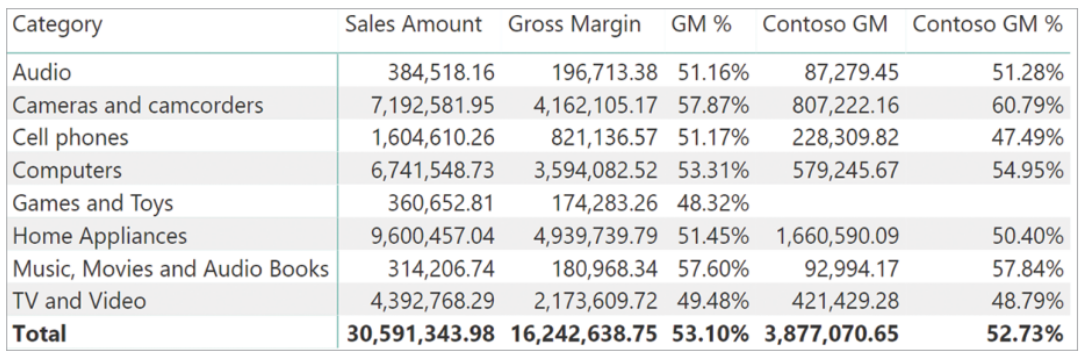 Category Sales Amount Gross Margin GM % Contoso GM Contoso GM %
Audio 384,518.16 196,713.38 51.16% 87,279.45 51.28%
Cameras and camcorders 7,192,581.95 4,162,105.17 57.87% 807,222.16 60.79%
Cell phones 1,604,610.26 821,136.57 51.17% 228,309.82 47.49%
Computers 6,741,548.73 3,594,082.52 53.31% 579,245.67 54.95%
Games and Toys 360,652.81 174,283.26 48.32%
Home Appliances 9,600,457.04 4,939,739.79 51.45% 1,660,590.09 50.40%
Music, Movies and Audio Books 314,206.74 180,968.34 57.60% 92,994.17 57.84%
TV and Video 4,392,768.29 2,173,609.72 49.48% 421,429.28 48.79%
Total 30,591,343.98 16,242,638.75 53.10% 3,877,070.65 52.73%